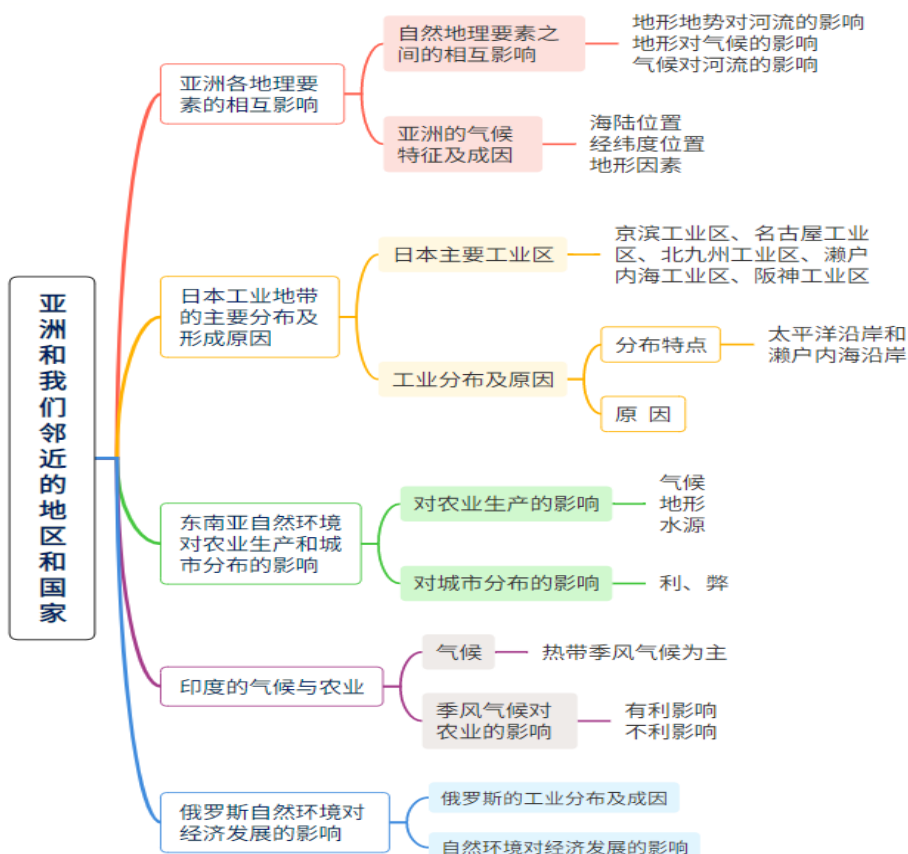 亚洲和我们邻近的地区和国家
亚洲各地理要
素的相互影响
自然地理要素之
间的相互影响
地形地势对河流的影响
地形对气候的影响
气候对河流的影响
亚洲的气候
特征及成因
海陆位置
经纬度位置
地形因素
日本工业地带
的主要分布及
形成原因
日本主要工业区
京滨工业区、名古屋工业
区、北九州工业区、濑户
内海工业区、阪神工业区
工业分布及原因
分布特点
太平洋沿岸和
濑户内海沿岸
原 因
东南亚自然环境
对农业生产和城
市分布的影响
对农业生产的影响
气候
地形
水源
对城市分布的影响
利、弊
印度的气候与农业
气候
热带季风气候为主
季风气候对
农业的影响
有利影响
不利影响
俄罗斯自然环境对
经济发展的影响
俄罗斯的工业分布及成因
自然环境对经济发展的影响